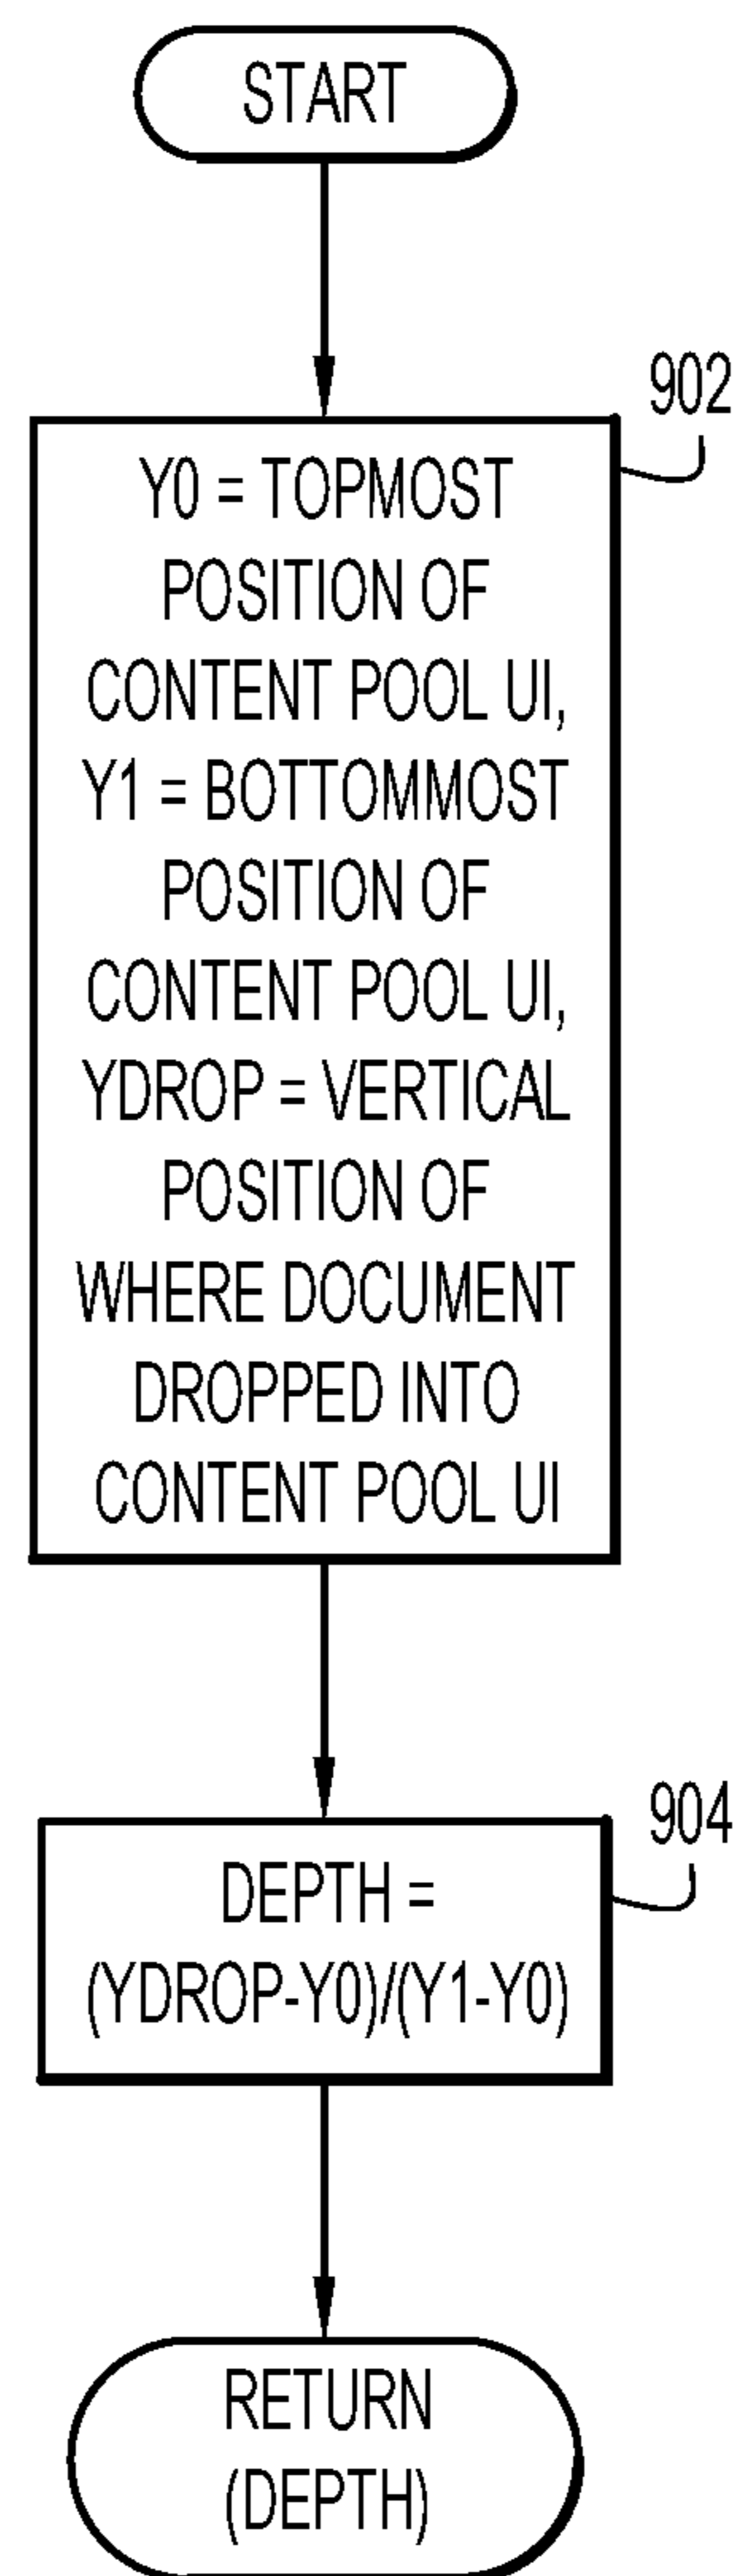 START
902
Y0 = TOPMOST
POSITION OF
CONTENT POOL UI,
Y1 = BOTTOMMOST
POSITION OF
CONTENT POOL UI,
YDROP = VERTICAL
POSITION OF
WHERE DOCUMENT
DROPPED INTO
CONTENT POOL UI
904
DEPTH =
(YDROP-Y0)/(Y1-Y0)
RETURN
(DEPTH)